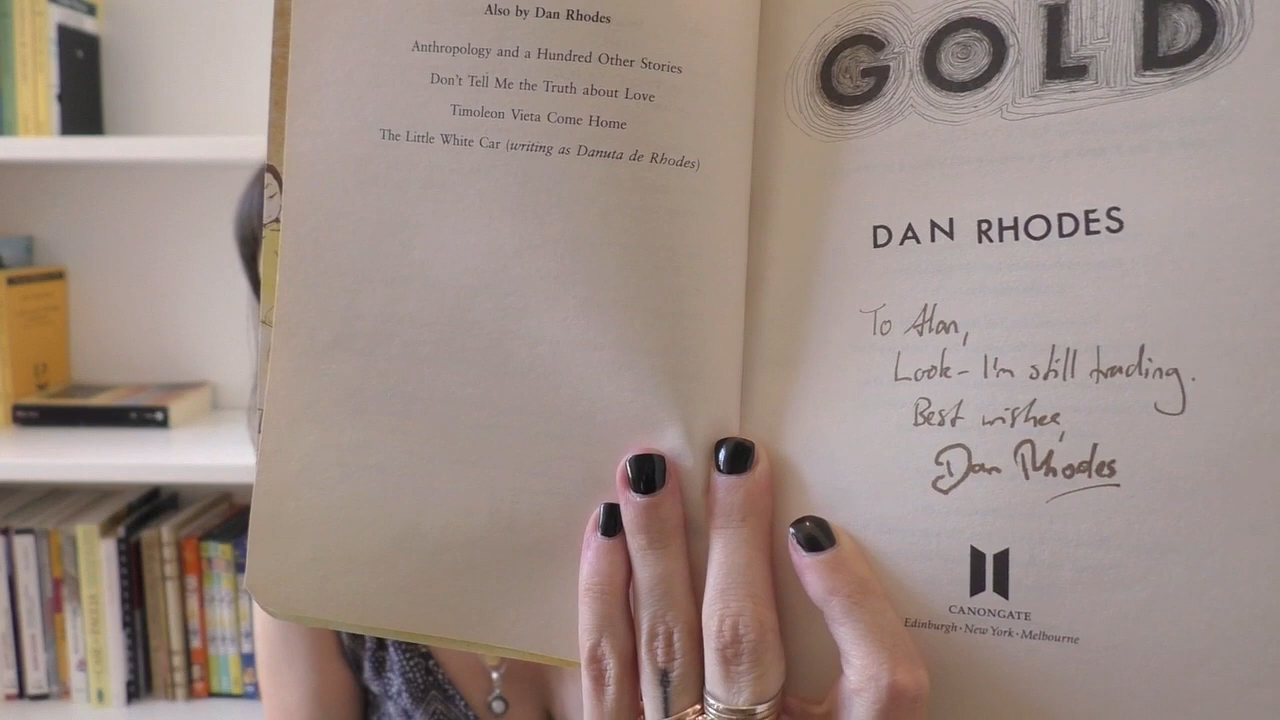 Also by Dan Rhodes
Anthropology and a Hundred Other Stories
Don't Tell Me the Truth about Love
Timoleon Vieta Come Home
The Little White Car (writing as Danuta de Rhodes)
GOLD
DAN RHODES
To Alan,
Look - I'm still trading.
Best wishes,
Dan Rhodes
CANONGATE
Edinburgh · New York · Melbourne